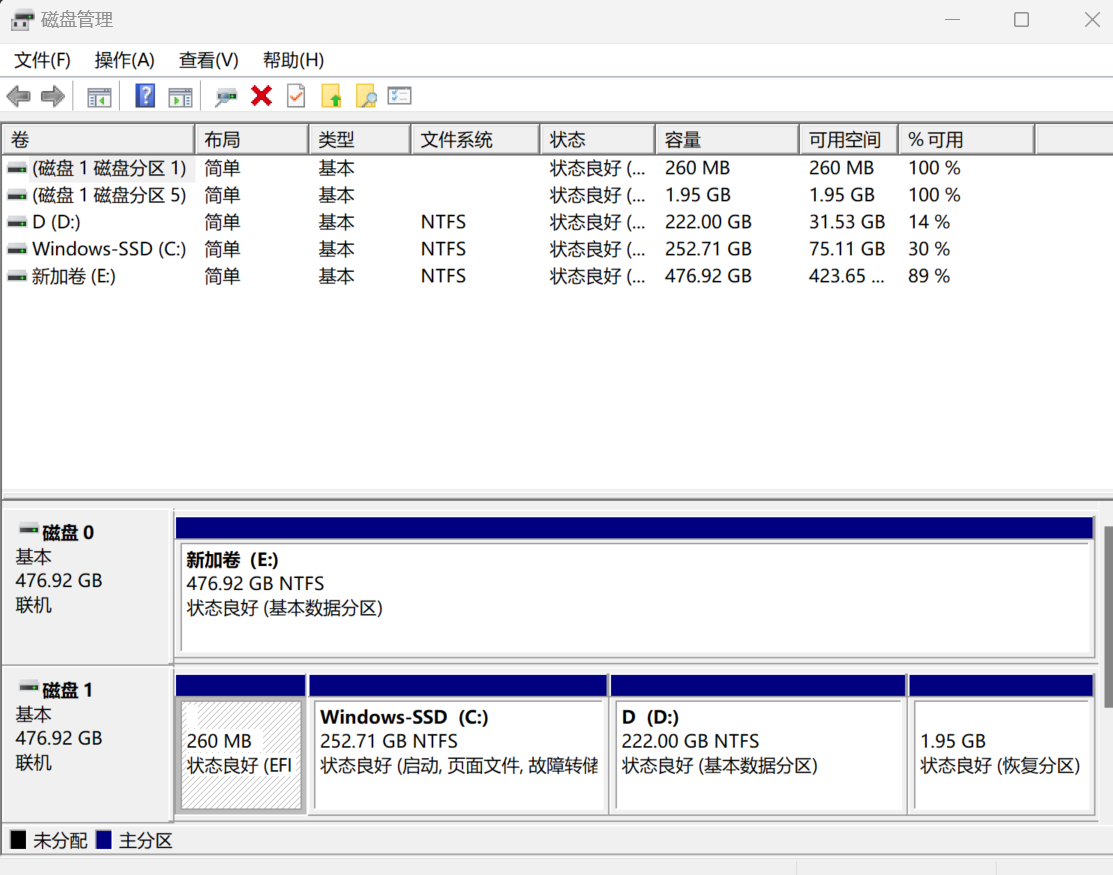 磁盘管理
文件(F) 操作(A) 查看(V) 帮助(H)
卷 布局 类型 文件系统 状态 容量 可用空间 % 可用
(磁盘 1 磁盘分区 1) 简单 基本 状态良好 (... 260 MB 260 MB 100 %
(磁盘 1 磁盘分区 5) 简单 基本 状态良好 (... 1.95 GB 1.95 GB 100 %
D (D:) 简单 基本 NTFS 状态良好 (... 222.00 GB 31.53 GB 14 %
Windows-SSD (C:) 简单 基本 NTFS 状态良好 (... 252.71 GB 75.11 GB 30 %
新加卷 (E:) 简单 基本 NTFS 状态良好 (... 476.92 GB 423.65 ... 89 %
磁盘 0
基本
476.92 GB
联机
新加卷 (E:)
476.92 GB NTFS
状态良好 (基本数据分区)
磁盘 1
基本
476.92 GB
联机
260 MB
状态良好 (EFI
Windows-SSD (C:)
252.71 GB NTFS
状态良好 (启动, 页面文件, 故障转储
D (D:)
222.00 GB NTFS
状态良好 (基本数据分区)
1.95 GB
状态良好 (恢复分区)
未分配 主分区